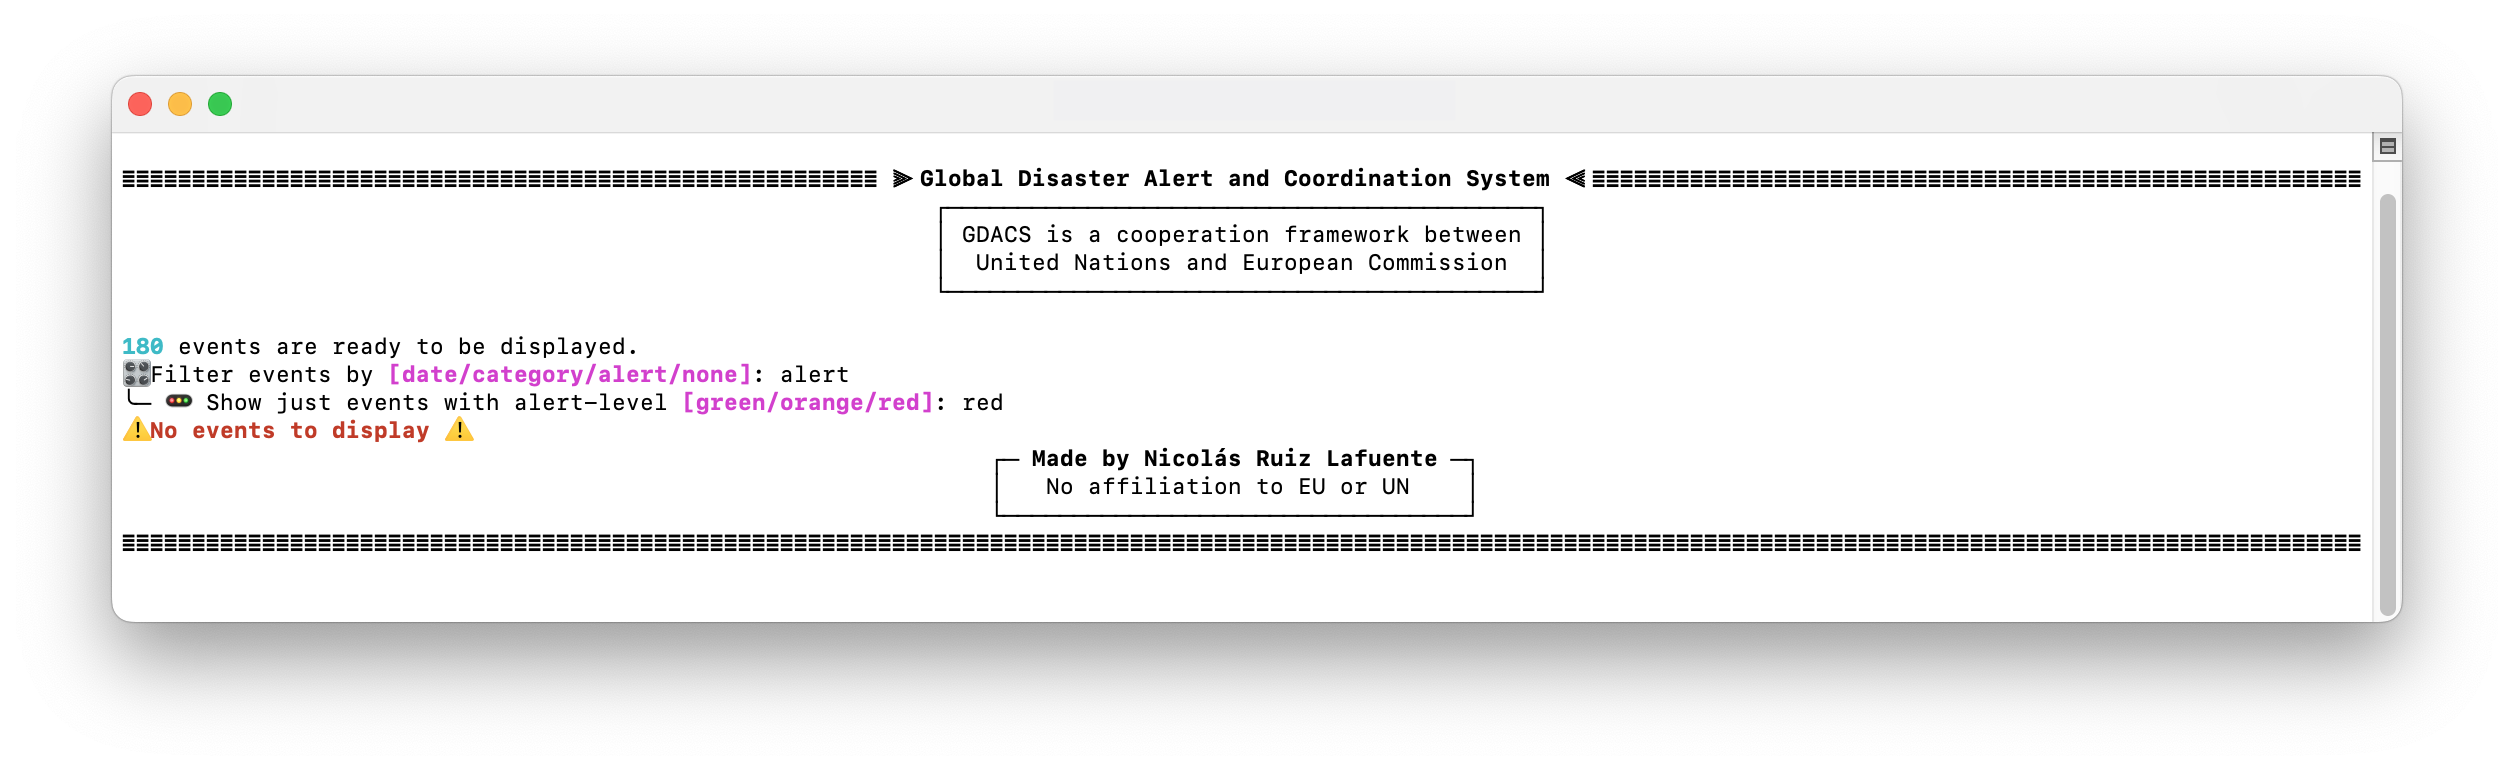 Global Disaster Alert and Coordination System
GDACS is a cooperation framework between
United Nations and European Commission
180 events are ready to be displayed.
🎛Filter events by [date/category/alert/none]: alert
╰─ 🚥 Show just events with alert-level [green/orange/red]: red
⚠️No events to display ⚠️
Made by Nicolás Ruiz Lafuente
No affiliation to EU or UN